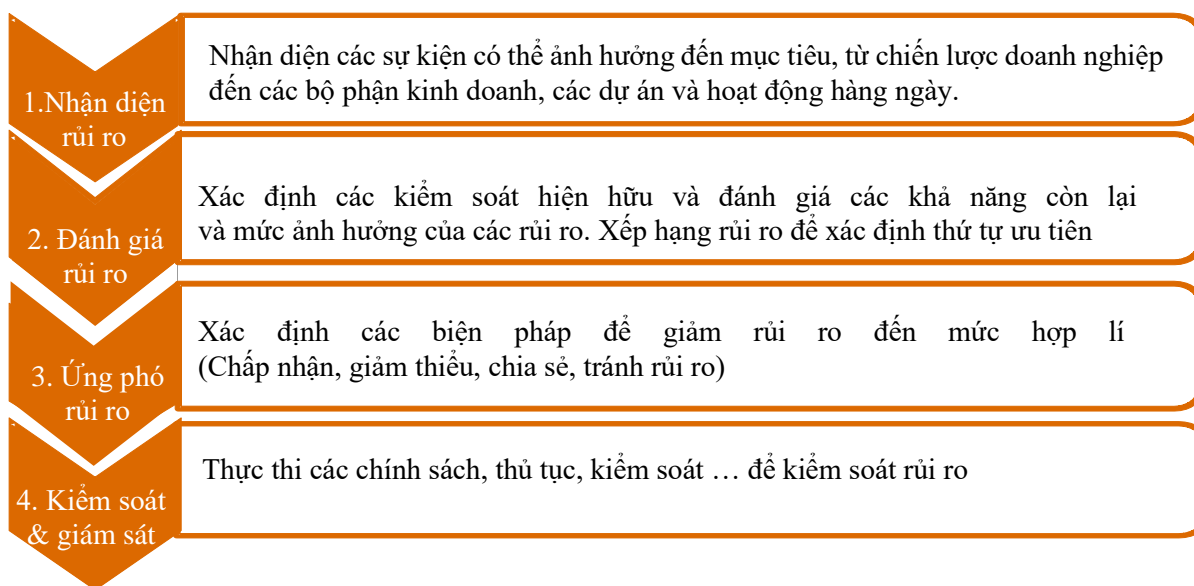 1.Nhận diện
rủi ro
Nhận diện các sự kiện có thể ảnh hưởng đến mục tiêu, từ chiến lược doanh nghiệp
đến các bộ phận kinh doanh, các dự án và hoạt động hàng ngày.
2. Đánh giá
rủi ro
Xác định các kiểm soát hiện hữu và đánh giá các khả năng còn lại
và mức ảnh hưởng của các rủi ro. Xếp hạng rủi ro để xác định thứ tự ưu tiên
3. Ứng phó
rủi ro
Xác định các biện pháp để giảm rủi ro đến mức hợp lí
(Chấp nhận, giảm thiểu, chia sẻ, tránh rủi ro)
4. Kiểm soát
& giám sát
Thực thi các chính sách, thủ tục, kiểm soát … để kiểm soát rủi ro